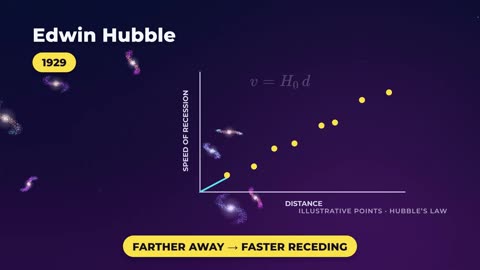 Edwin Hubble
1929
v = H₀ d
SPEED OF RECESSION
DISTANCE
ILLUSTRATIVE POINTS · HUBBLE'S LAW
FARTHER AWAY → FASTER RECEDING